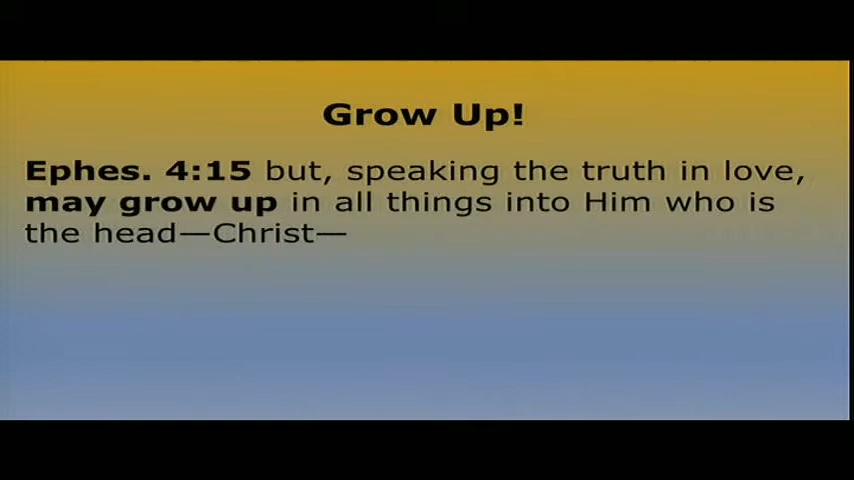 Grow Up!
Ephes. 4:15 but, speaking the truth in love,
may grow up in all things into Him who is
the head—Christ—